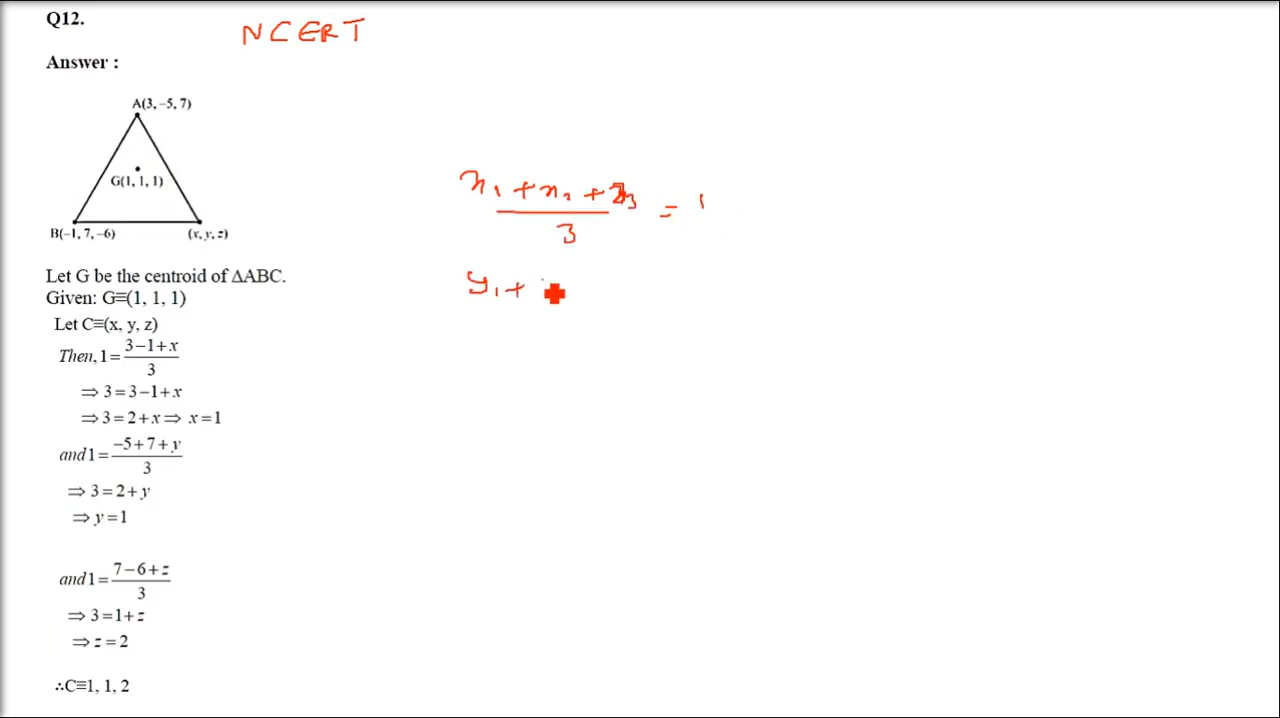 Q12.
NCERT
Answer :
A(3, −5, 7)
G(1, 1, 1)
B(−1, 7, −6) (x, y, z)
x₁ + x₂ + x₃ / 3 = 1
y₁ +
Let G be the centroid of ΔABC.
Given: G≡(1, 1, 1)
Let C≡(x, y, z)
Then, 1 = (3−1+x)/3
⇒ 3 = 3−1+x
⇒ 3 = 2+x ⇒ x = 1
and 1 = (−5+7+y)/3
⇒ 3 = 2+y
⇒ y = 1
and 1 = (7−6+z)/3
⇒ 3 = 1+z
⇒ z = 2
∴C≡1, 1, 2